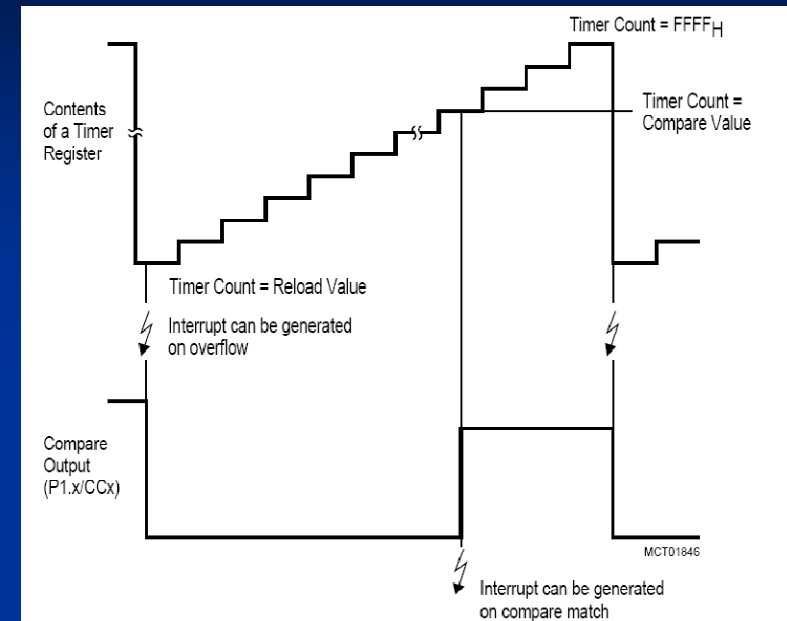 Timer Count = FFFFH
Contents
of a Timer
Register
Timer Count =
Compare Value
Timer Count = Reload Value
Interrupt can be generated
on overflow
Compare
Output
(P1.x/CCx)
MCT01846
Interrupt can be generated
on compare match